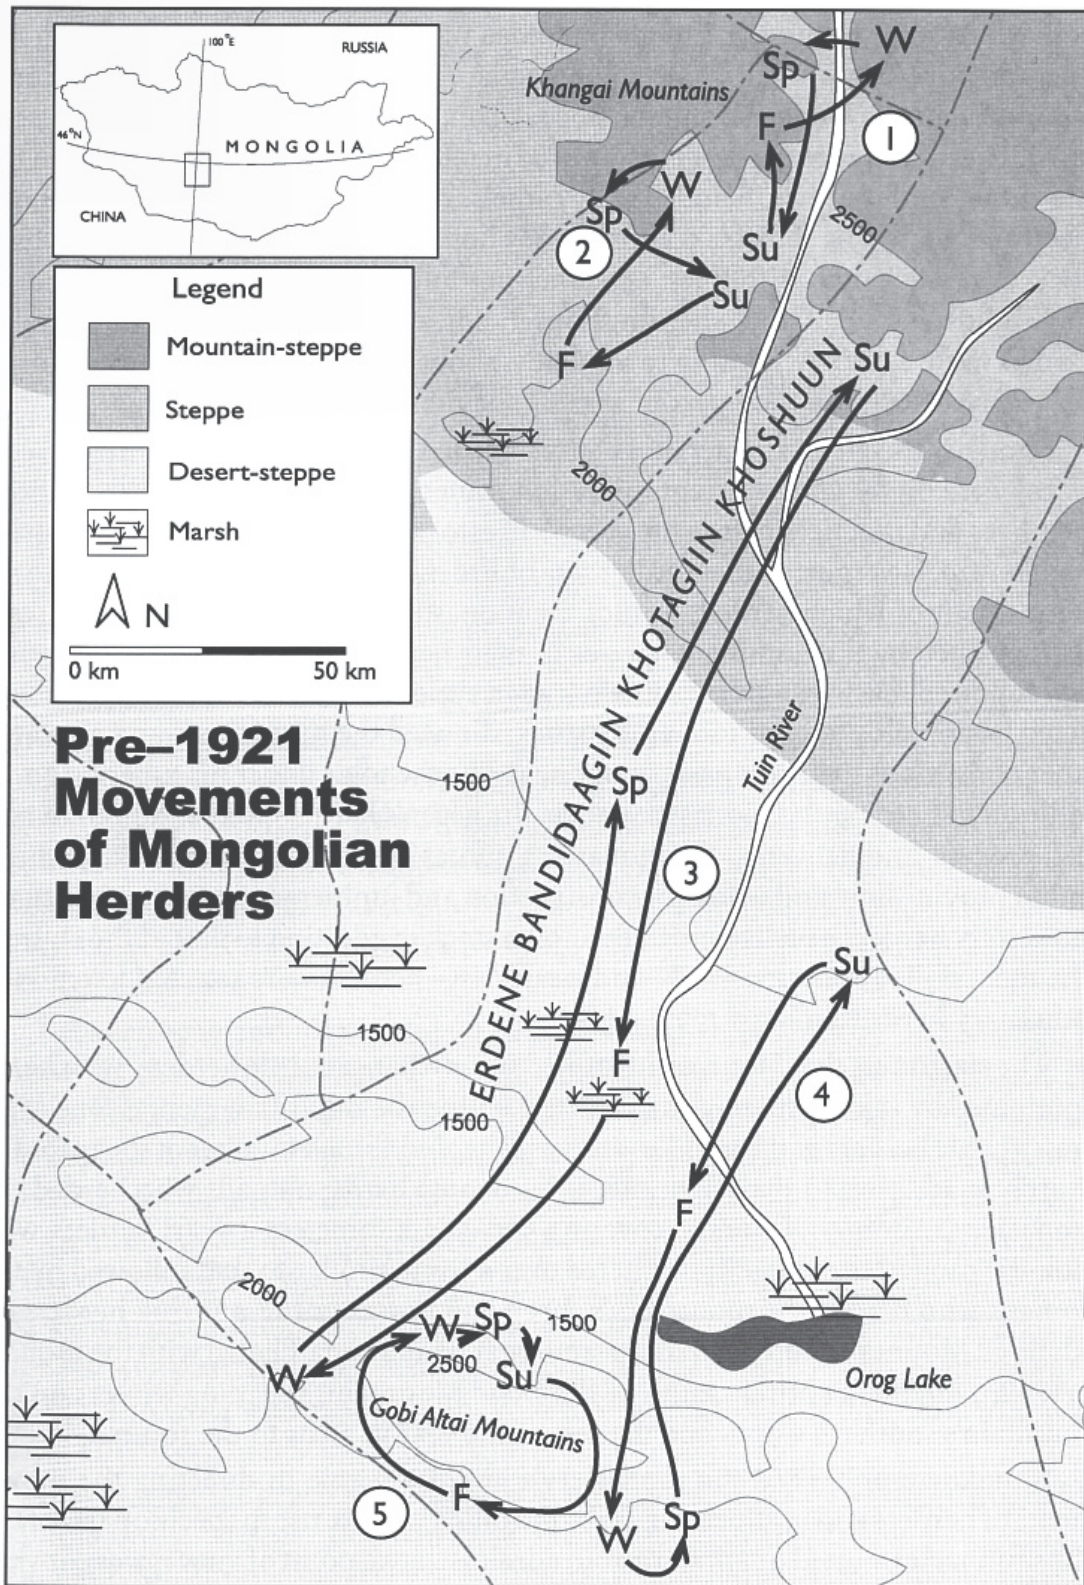 100°E
RUSSIA
46°N
MONGOLIA
CHINA
Legend
Mountain-steppe
Steppe
Desert-steppe
Marsh
N
0 km 50 km
Pre–1921
Movements
of Mongolian
Herders
Khangai Mountains
W
Sp
F
1
Su
2500
W
Sp
2
Su
F
Su
2000
ERDENE BANDIDAAGIIN KHOTAGIIN KHOSHUUN
Tuin River
Sp
1500
3
Su
1500
F
4
1500
F
2000
W
Sp
1500
2500
Su
W
Orog Lake
Gobi Altai Mountains
F
5
Sp
W